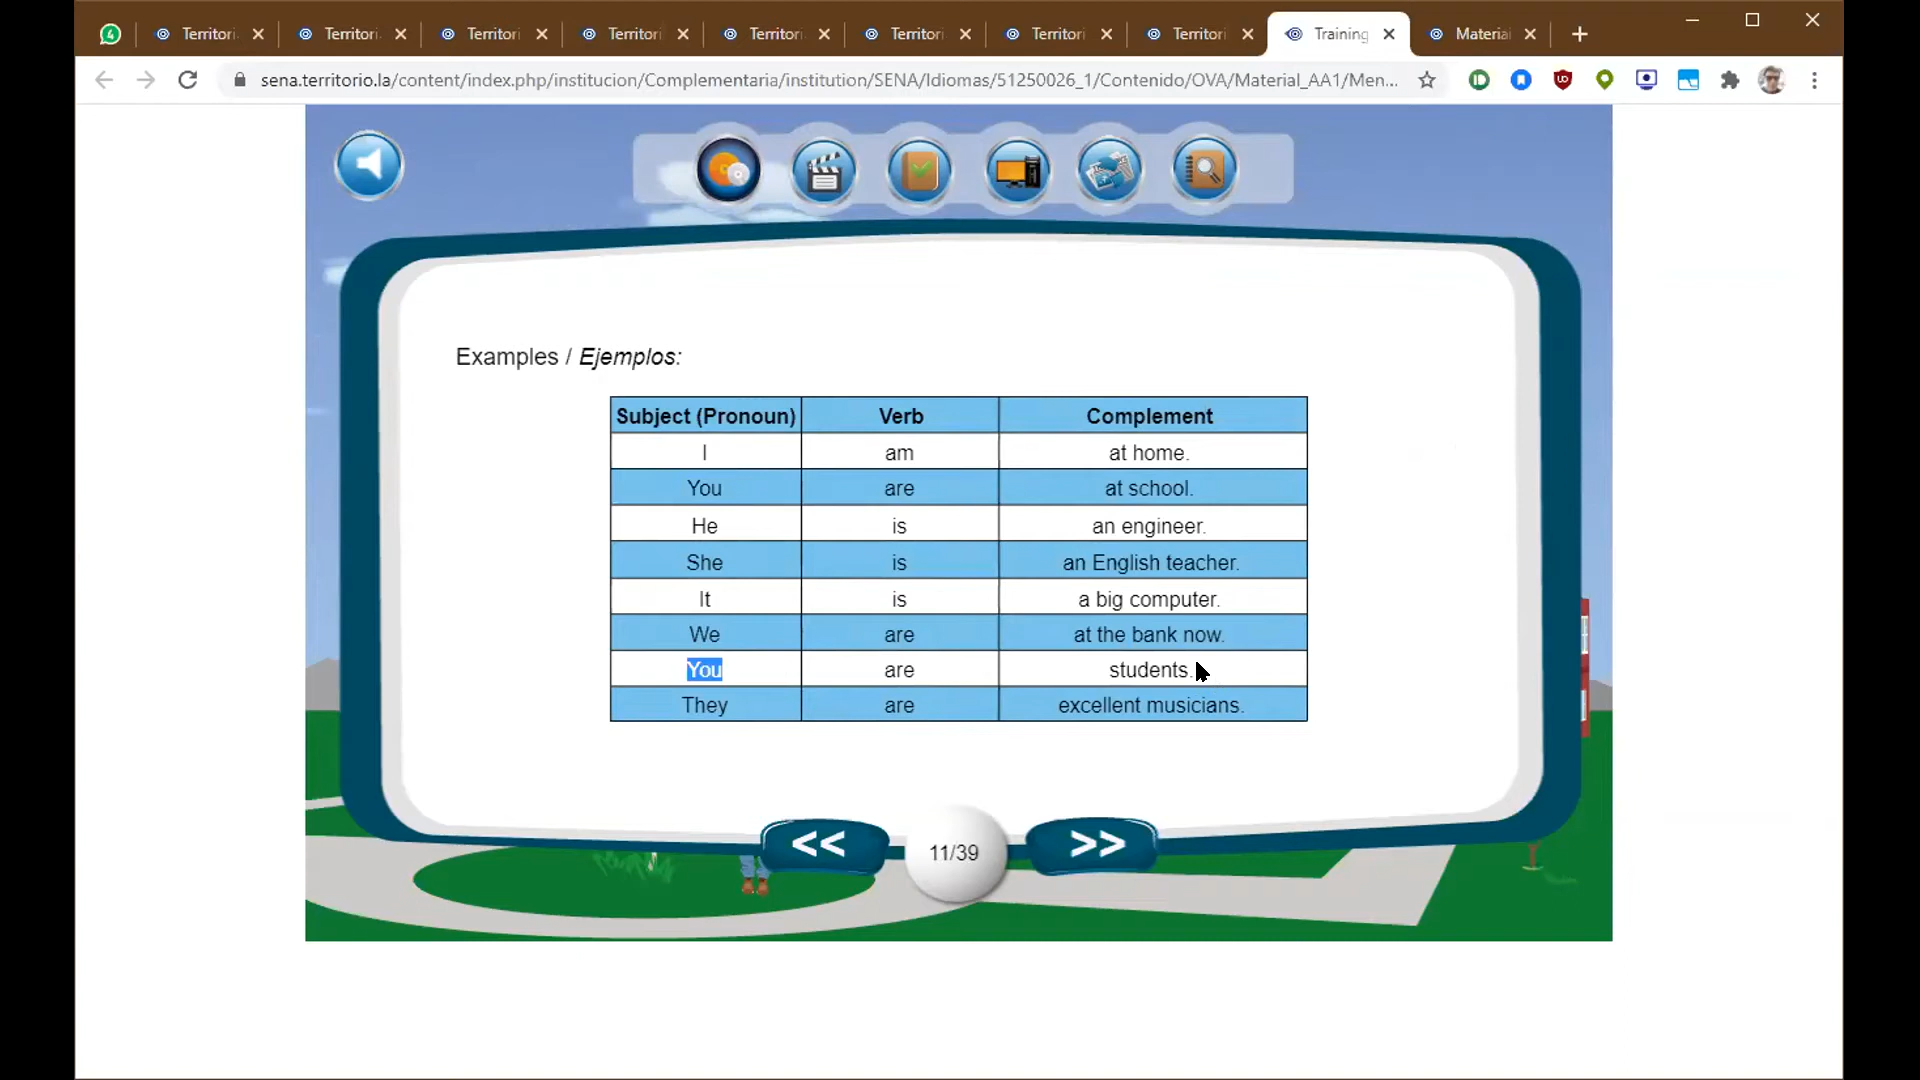 4 Territori Territori Territori Territori Territori Territori Territori Territori Training Material
sena.territorio.la/content/index.php/institucion/Complementaria/institution/SENA/Idiomas/51250026_1/Contenido/OVA/Material_AA1/Men...
Examples / Ejemplos:
Subject (Pronoun) Verb Complement
I am at home.
You are at school.
He is an engineer.
She is an English teacher.
It is a big computer.
We are at the bank now.
You are students.
They are excellent musicians.
<< 11/39 >>